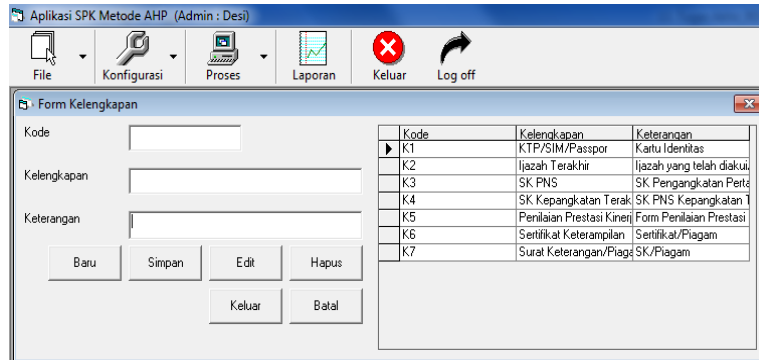 Aplikasi SPK Metode AHP (Admin : Desi)
File Konfigurasi Proses Laporan Keluar Log off
Form Kelengkapan
Kode
Kelengkapan
Keterangan
Baru Simpan Edit Hapus
Keluar Batal
Kode Kelengkapan Keterangan
K1 KTP/SIM/Passpor Kartu Identitas
K2 Ijazah Terakhir Ijazah yang telah diakui
K3 SK PNS SK Pengangkatan Perta
K4 SK Kepangkatan Terak SK PNS Kepangkatan T
K5 Penilaian Prestasi Kinerj Form Penilaian Prestasi
K6 Sertifikat Keterampilan Sertifikat/Piagam
K7 Surat Keterangan/Piaga SK/Piagam